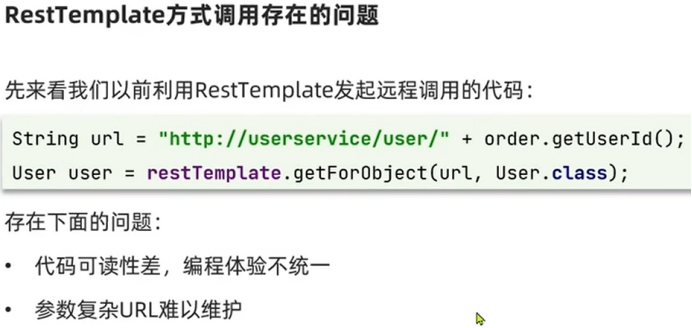 RestTemplate方式调用存在的问题
先来看我们以前利用RestTemplate发起远程调用的代码：
String url = "http://userservice/user/" + order.getUserId();
User user = restTemplate.getForObject(url, User.class);
存在下面的问题：
• 代码可读性差，编程体验不统一
• 参数复杂URL难以维护